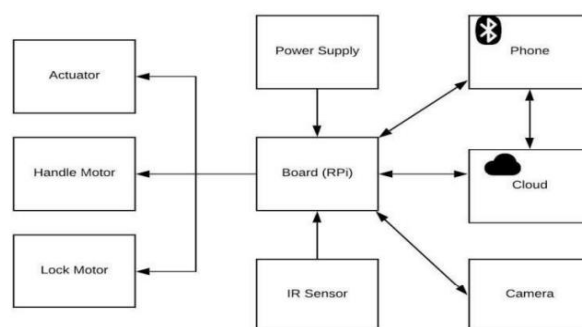 Power Supply
Phone
Actuator
Handle Motor
Board (RPi)
Cloud
Lock Motor
IR Sensor
Camera